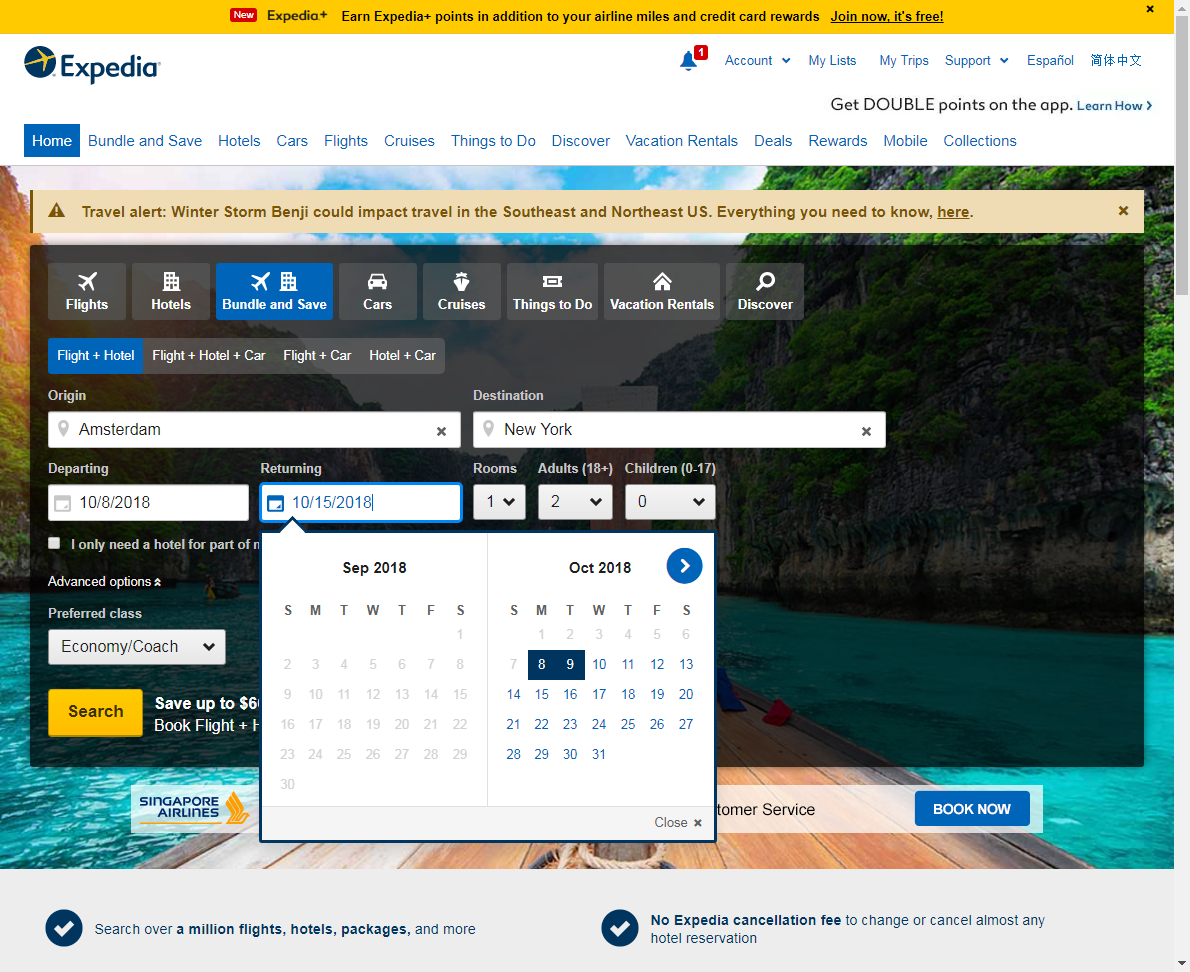 New Expedia+ Earn Expedia+ points in addition to your airline miles and credit card rewards Join now, it's free!
Expedia
1 Account My Lists My Trips Support Español 简体中文
Get DOUBLE points on the app. Learn How
Home Bundle and Save Hotels Cars Flights Cruises Things to Do Discover Vacation Rentals Deals Rewards Mobile Collections
Travel alert: Winter Storm Benji could impact travel in the Southeast and Northeast US. Everything you need to know, here.
Flights Hotels Bundle and Save Cars Cruises Things to Do Vacation Rentals Discover
Flight + Hotel Flight + Hotel + Car Flight + Car Hotel + Car
Origin Destination
Amsterdam New York
Departing Returning Rooms Adults (18+) Children (0-17)
10/8/2018 10/15/2018 1 2 0
I only need a hotel for part of m
Sep 2018 Oct 2018
Advanced options
Preferred class
S M T W T F S S M T W T F S
1 1 2 3 4 5 6
Economy/Coach
2 3 4 5 6 7 8 7 8 9 10 11 12 13
9 10 11 12 13 14 15 14 15 16 17 18 19 20
Search Save up to $60
Book Flight + H
16 17 18 19 20 21 22 21 22 23 24 25 26 27
23 24 25 26 27 28 29 28 29 30 31
30
SINGAPORE
AIRLINES
tomer Service BOOK NOW
Close
Search over a million flights, hotels, packages, and more
No Expedia cancellation fee to change or cancel almost any
hotel reservation